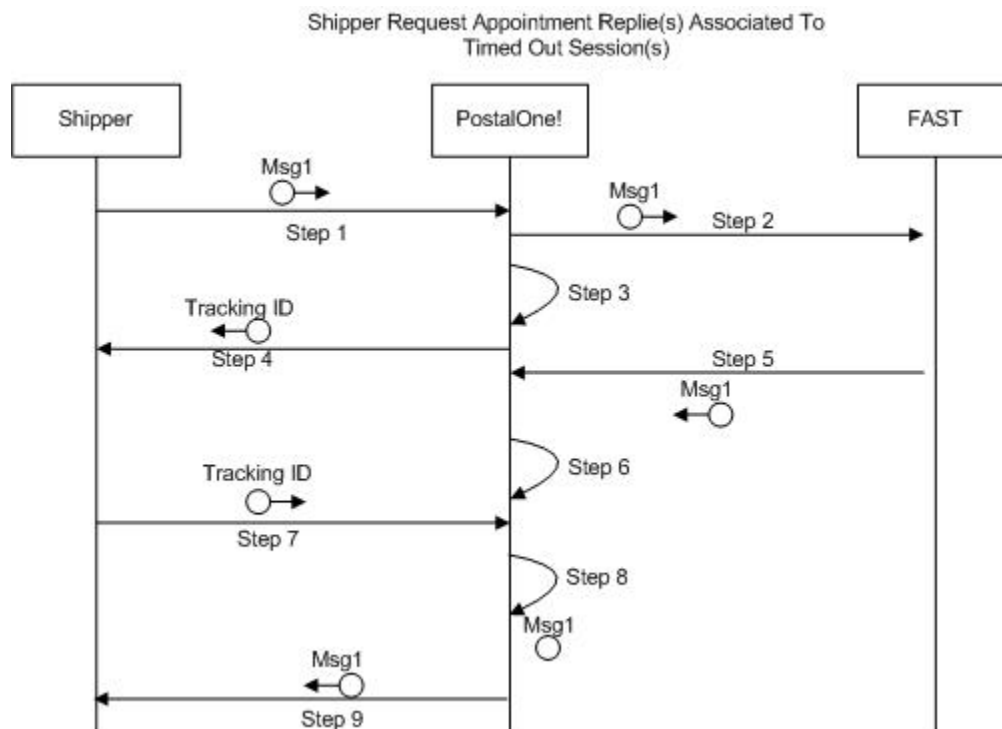 Shipper Request Appointment Replie(s) Associated To
Timed Out Session(s)
Shipper
PostalOne!
FAST
Msg1
Step 1
Msg1
Step 2
Step 3
Tracking ID
Step 4
Step 5
Msg1
Step 6
Tracking ID
Step 7
Step 8
Msg1
Msg1
Step 9